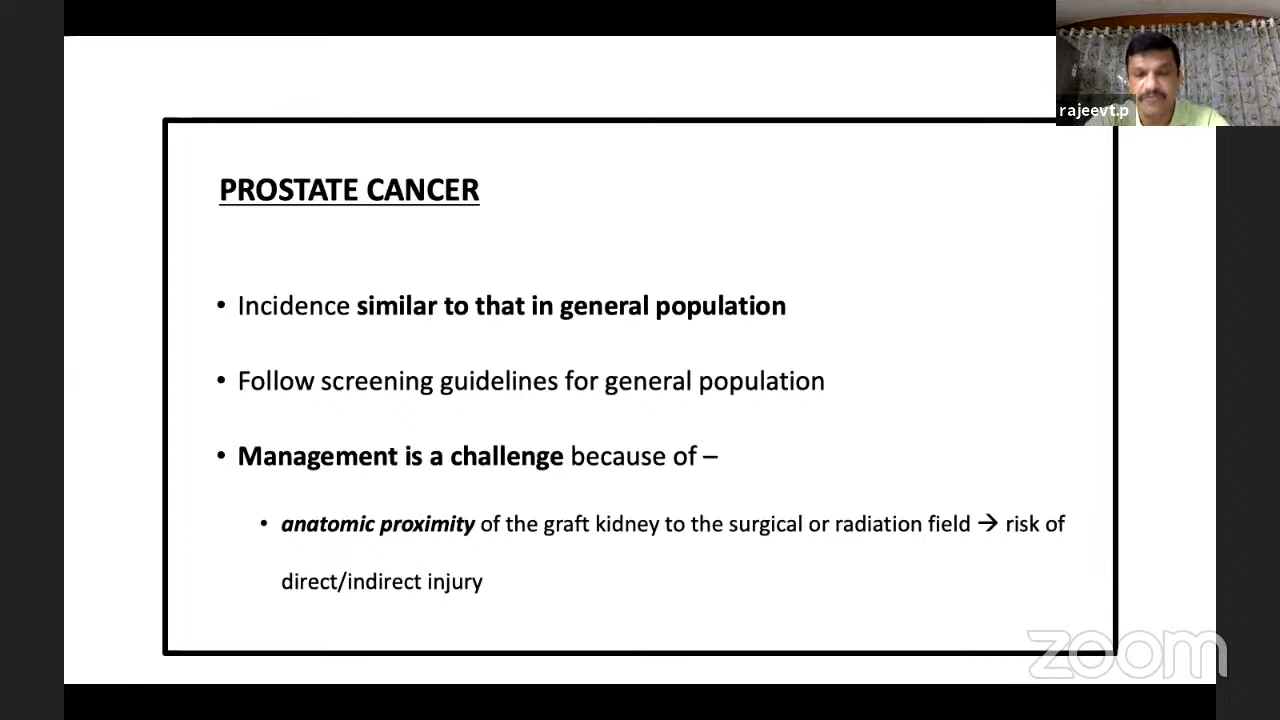 rajeevt.p
PROSTATE CANCER
• Incidence similar to that in general population
• Follow screening guidelines for general population
• Management is a challenge because of –
• anatomic proximity of the graft kidney to the surgical or radiation field → risk of
direct/indirect injury
zoom